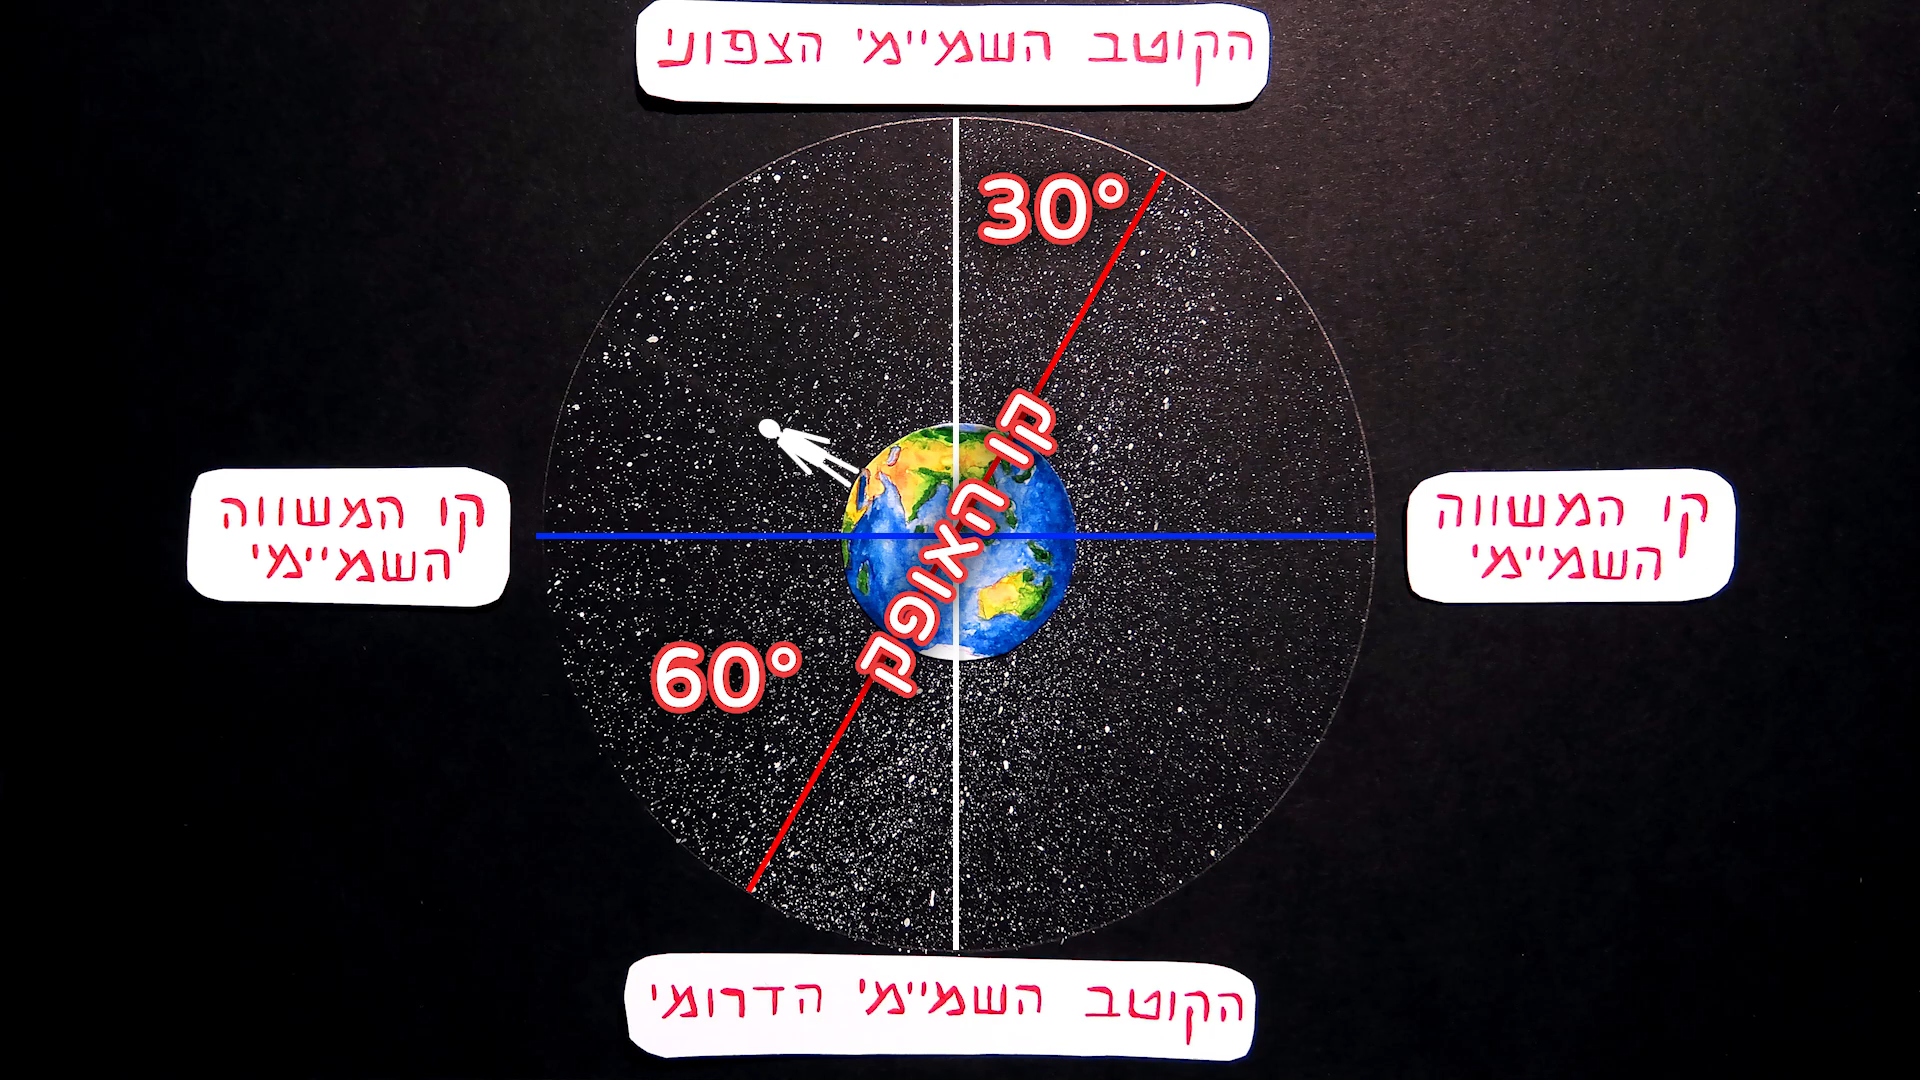 הקוטב השמיימי הצפוני
30°
קו האופק
קו המשווה
השמיימי
קו המשווה
השמיימי
60°
הקוטב השמיימי הדרומי